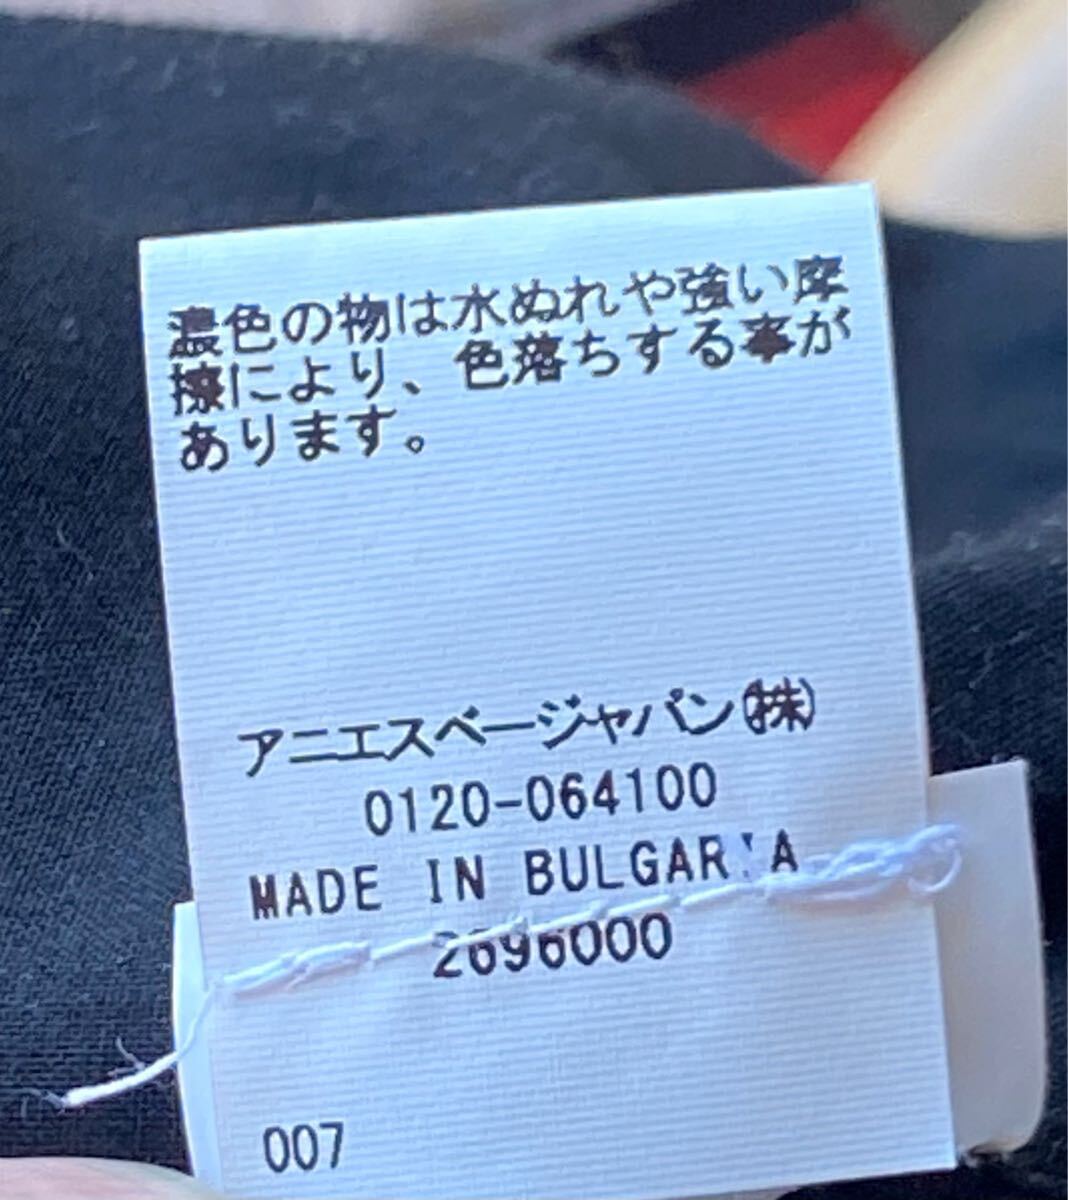 濃色の物は水ぬれや強い摩
擦により、色落ちする事が
あります。
アニエスベージャパン㈱
0120-064100
MADE IN BULGARIA
2696000
007